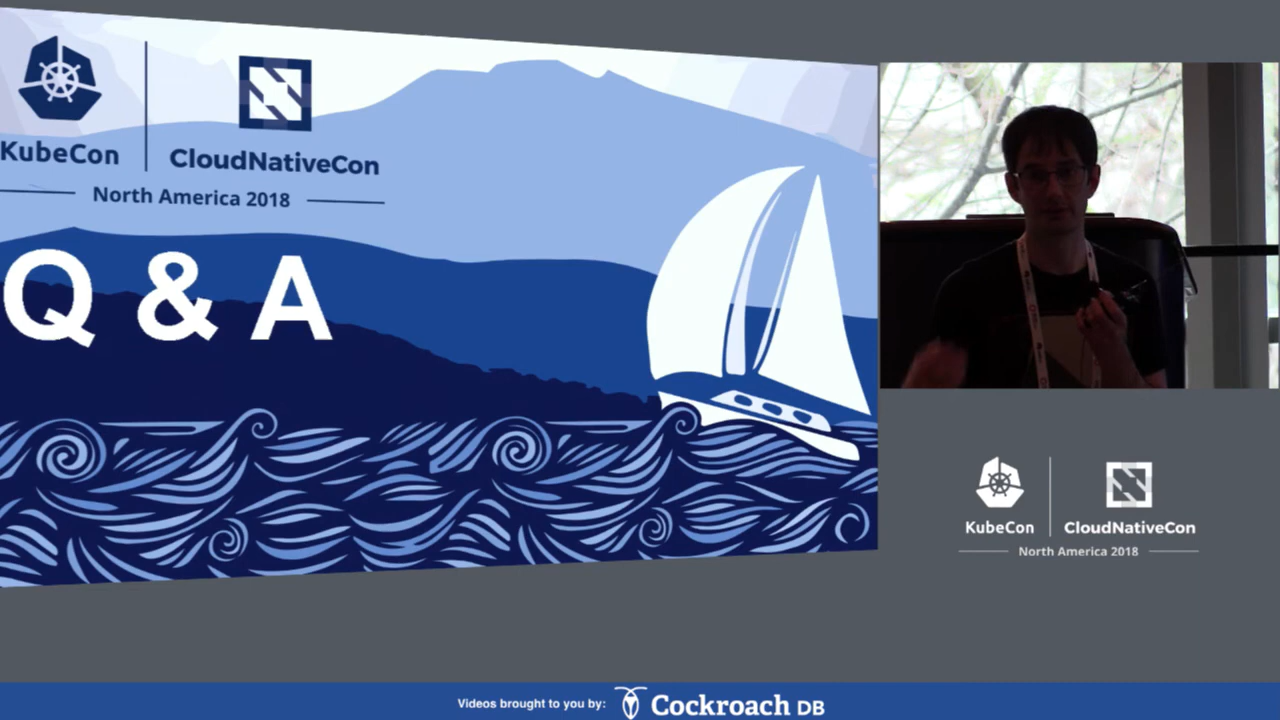 KubeCon
CloudNativeCon
North America 2018
Q & A
KubeCon
CloudNativeCon
North America 2018
Videos brought to you by: Cockroach DB